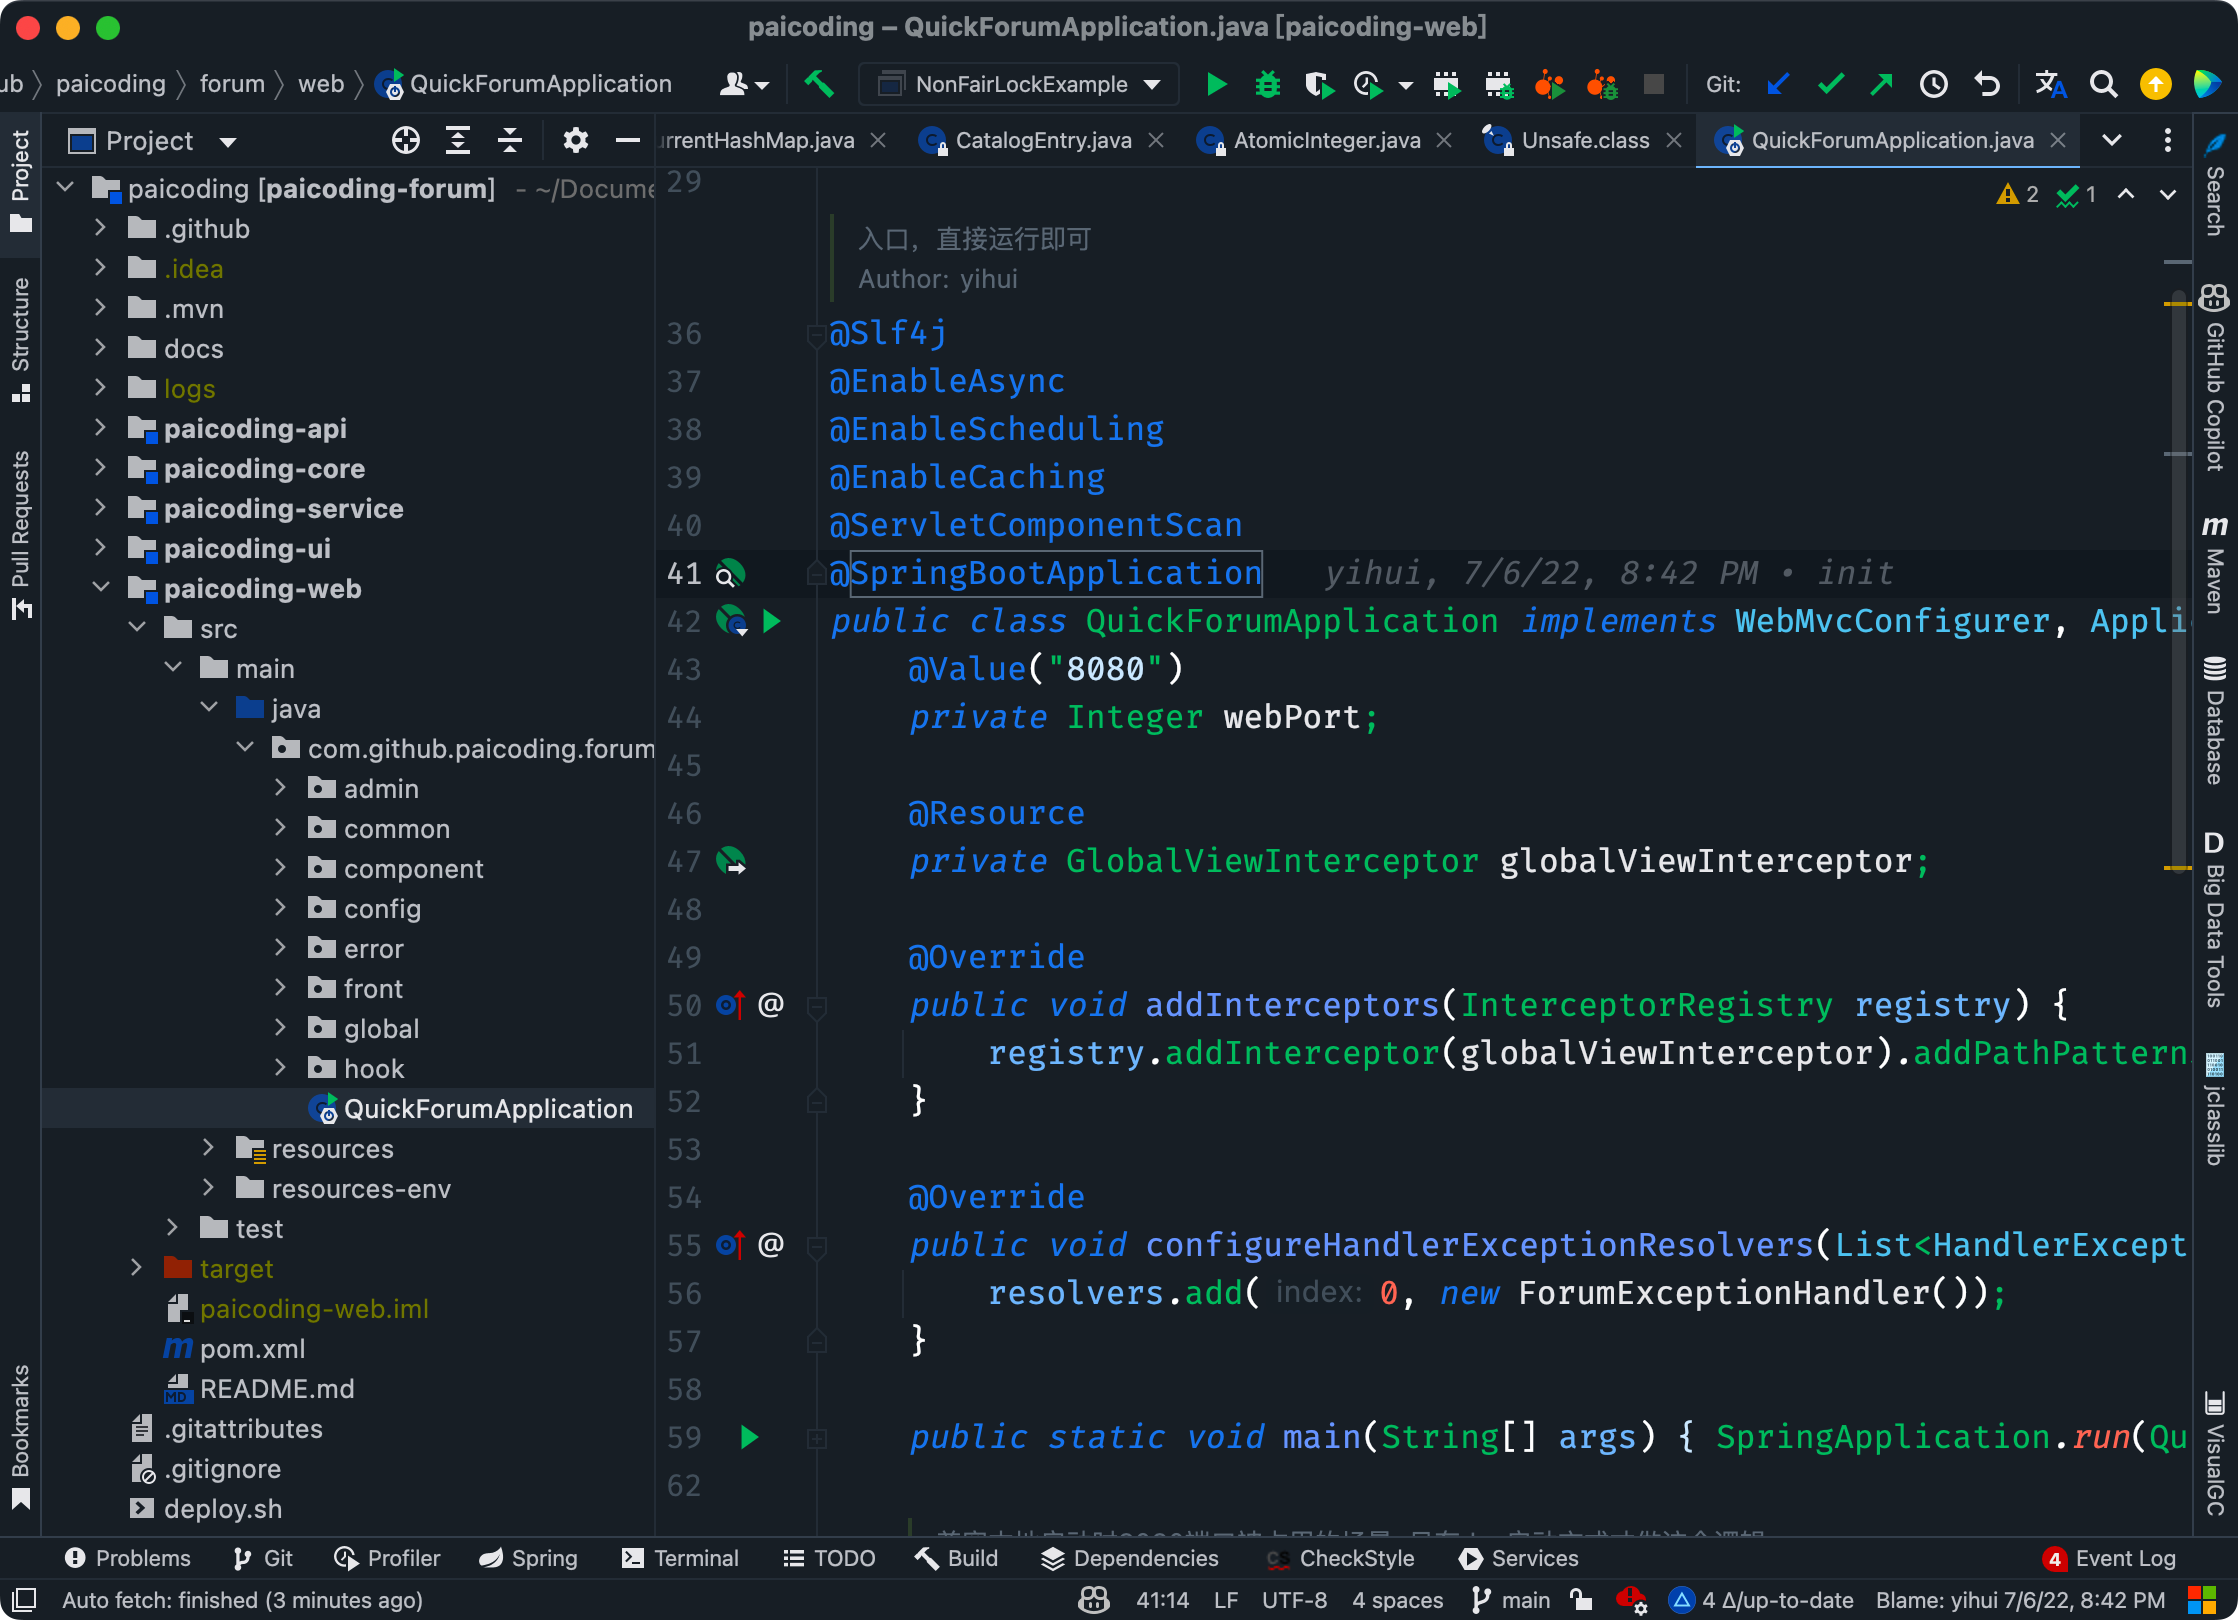 paicoding – QuickForumApplication.java [paicoding-web]
ub
paicoding
forum
web
QuickForumApplication
NonFairLockExample
Git:
Project
urrentHashMap.java
CatalogEntry.java
AtomicInteger.java
Unsafe.class
QuickForumApplication.java
Project
Structure
Pull Requests
Bookmarks
paicoding [paicoding-forum] - ~/Docume
.github
.idea
.mvn
docs
logs
paicoding-api
paicoding-core
paicoding-service
paicoding-ui
paicoding-web
src
main
java
com.github.paicoding.forum
admin
common
component
config
error
front
global
hook
QuickForumApplication
resources
resources-env
test
target
paicoding-web.iml
pom.xml
README.md
.gitattributes
.gitignore
deploy.sh
2 1
29
入口，直接运行即可
Author: yihui
36 @Slf4j
37 @EnableAsync
38 @EnableScheduling
39 @EnableCaching
40 @ServletComponentScan
41 @SpringBootApplication yihui, 7/6/22, 8:42 PM • init
42 public class QuickForumApplication implements WebMvcConfigurer, Appli
43 @Value("8080")
44 private Integer webPort;
45
46 @Resource
47 private GlobalViewInterceptor globalViewInterceptor;
48
49 @Override
50 @ public void addInterceptors(InterceptorRegistry registry) {
51 registry.addInterceptor(globalViewInterceptor).addPathPattern
52 }
53
54 @Override
55 @ public void configureHandlerExceptionResolvers(List<HandlerExcept
56 resolvers.add( index: 0, new ForumExceptionHandler());
57 }
58
59 public static void main(String[] args) { SpringApplication.run(Qu
62
Search
GitHub Copilot
m Maven
Database
D Big Data Tools
jclasslib
VisualGC
Problems
Git
Profiler
Spring
Terminal
TODO
Build
Dependencies
CheckStyle
Services
4 Event Log
Auto fetch: finished (3 minutes ago)
41:14
LF
UTF-8
4 spaces
main
4 Δ/up-to-date
Blame: yihui 7/6/22, 8:42 PM